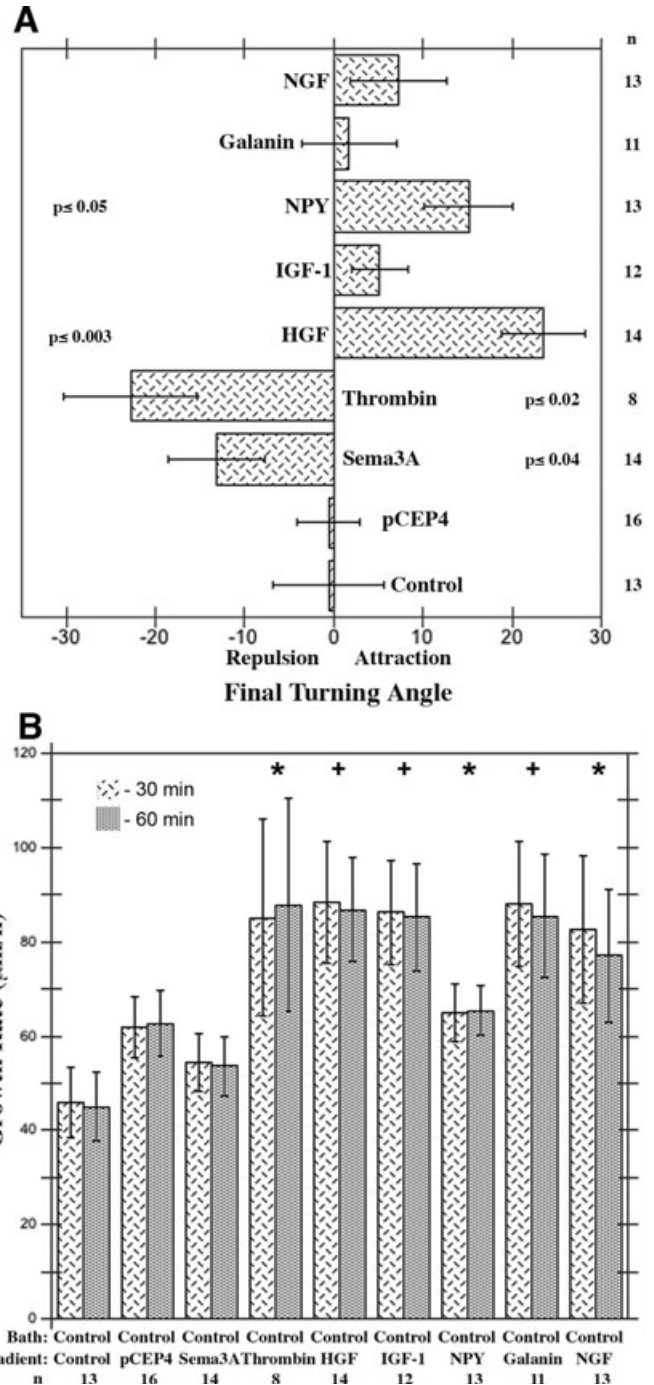 A
n
NGF 13
Galanin 11
p≤ 0.05 NPY 13
IGF-1 12
p≤ 0.003 HGF 14
Thrombin p≤ 0.02 8
Sema3A p≤ 0.04 14
pCEP4 16
Control 13
-30 -20 -10 0 10 20 30
Repulsion Attraction
Final Turning Angle
B
120
* + + * + *
- 30 min
- 60 min
100
80
60
40
20
0
Bath: Control Control Control Control Control Control Control Control Control
adient: Control pCEP4 Sema3A Thrombin HGF IGF-1 NPY Galanin NGF
n 13 16 14 8 14 12 13 11 13